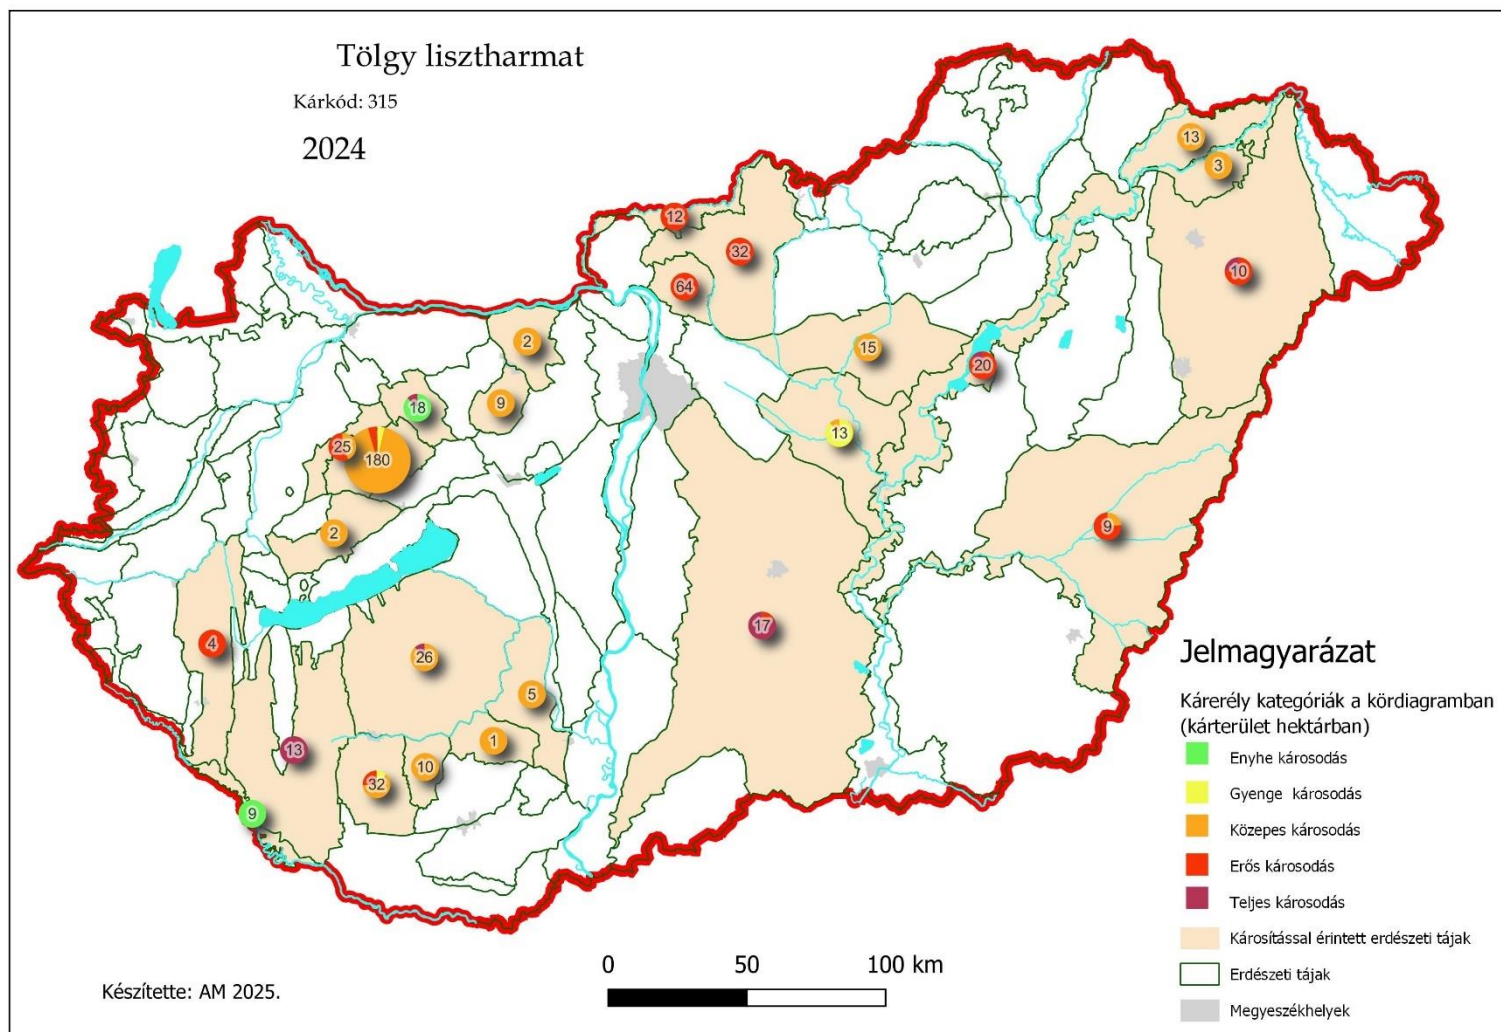 Tölgy lisztharmat
Kárkód: 315
2024
13
3
12
32
64
10
2
15
20
9
18
13
25
180
2
9
4
17
26
5
13
1
10
32
9
Jelmagyarázat
Kárerély kategóriák a kördiagramban
(kárterület hektárban)
Enyhe károsodás
Gyenge károsodás
Közepes károsodás
Erős károsodás
Teljes károsodás
Károsítással érintett erdészeti tájak
Erdészeti tájak
Megyeszékhelyek
0 50 100 km
Készítette: AM 2025.